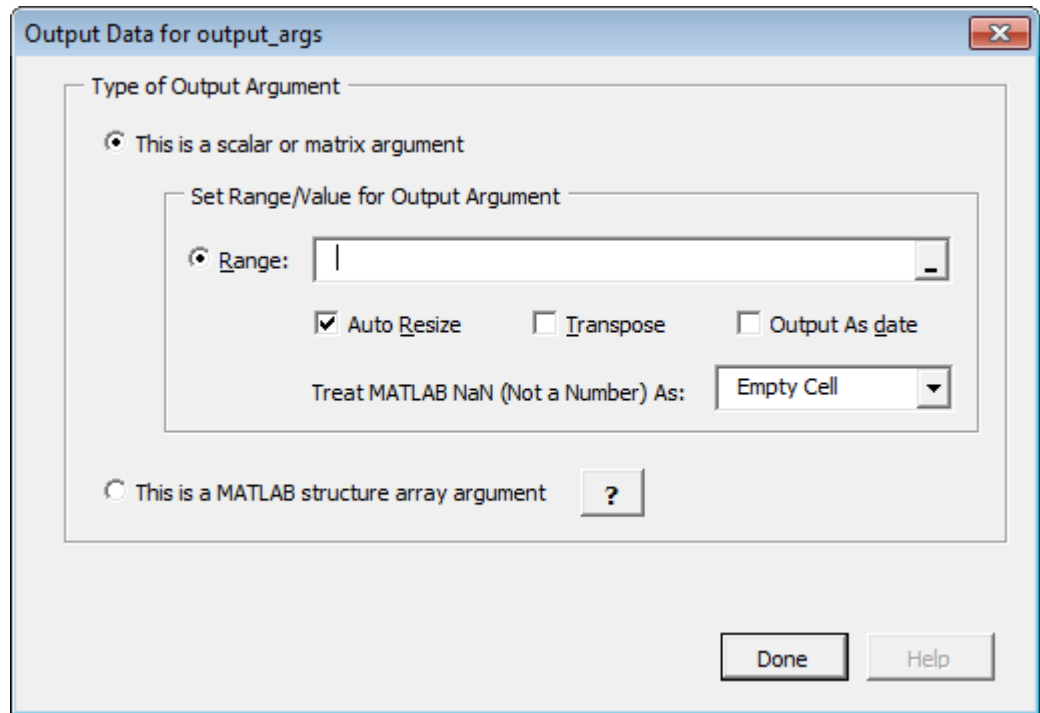 Output Data for output_args
Type of Output Argument
This is a scalar or matrix argument
Set Range/Value for Output Argument
Range:
Auto Resize Transpose Output As date
Treat MATLAB NaN (Not a Number) As: Empty Cell
This is a MATLAB structure array argument ?
Done Help